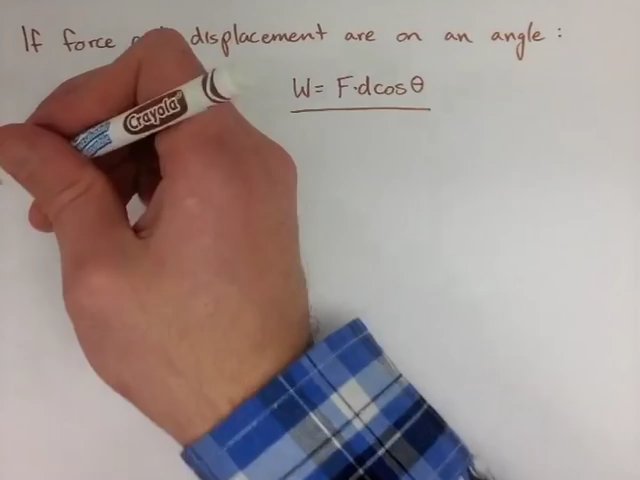 If force displacement are on an angle :
W = F·dcosθ
Crayola